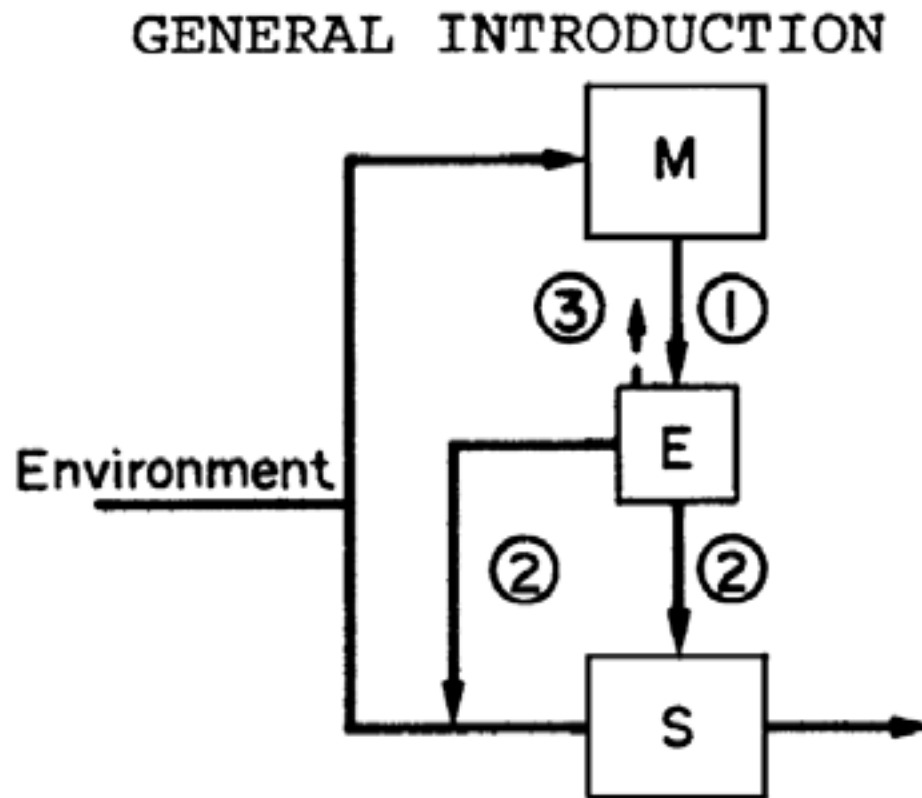 GENERAL INTRODUCTION
M
③ ①
E
Environment
② ②
S